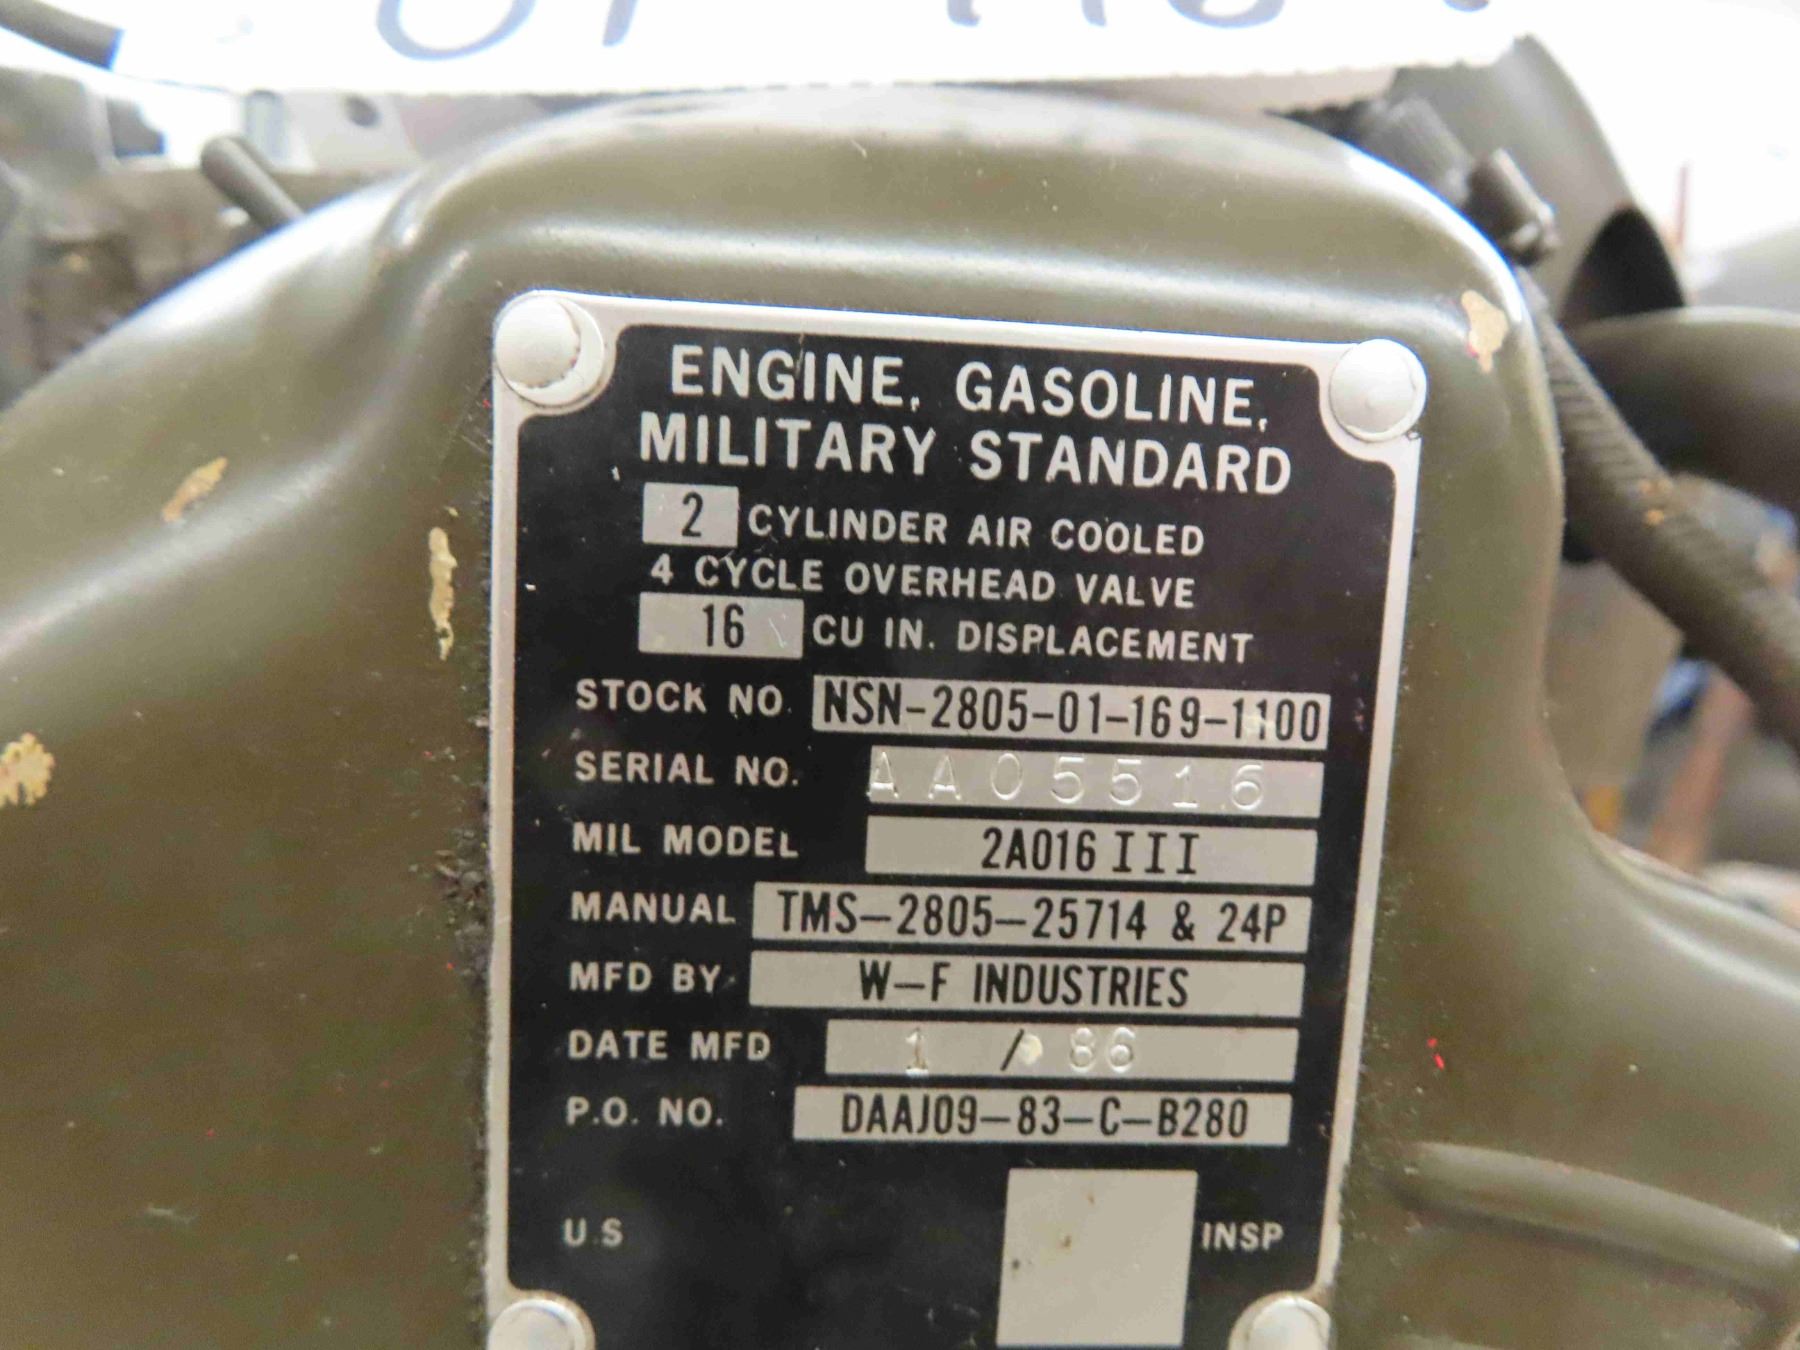 ENGINE, GASOLINE,
MILITARY STANDARD
2 CYLINDER AIR COOLED
4 CYCLE OVERHEAD VALVE
16 CU IN. DISPLACEMENT
STOCK NO. NSN-2805-01-169-1100
SERIAL NO. AA05516
MIL MODEL 2A016 III
MANUAL TMS-2805-25714 & 24P
MFD BY W-F INDUSTRIES
DATE MFD 1 / 86
P.O. NO. DAAJ09-83-C-B280
U.S INSP